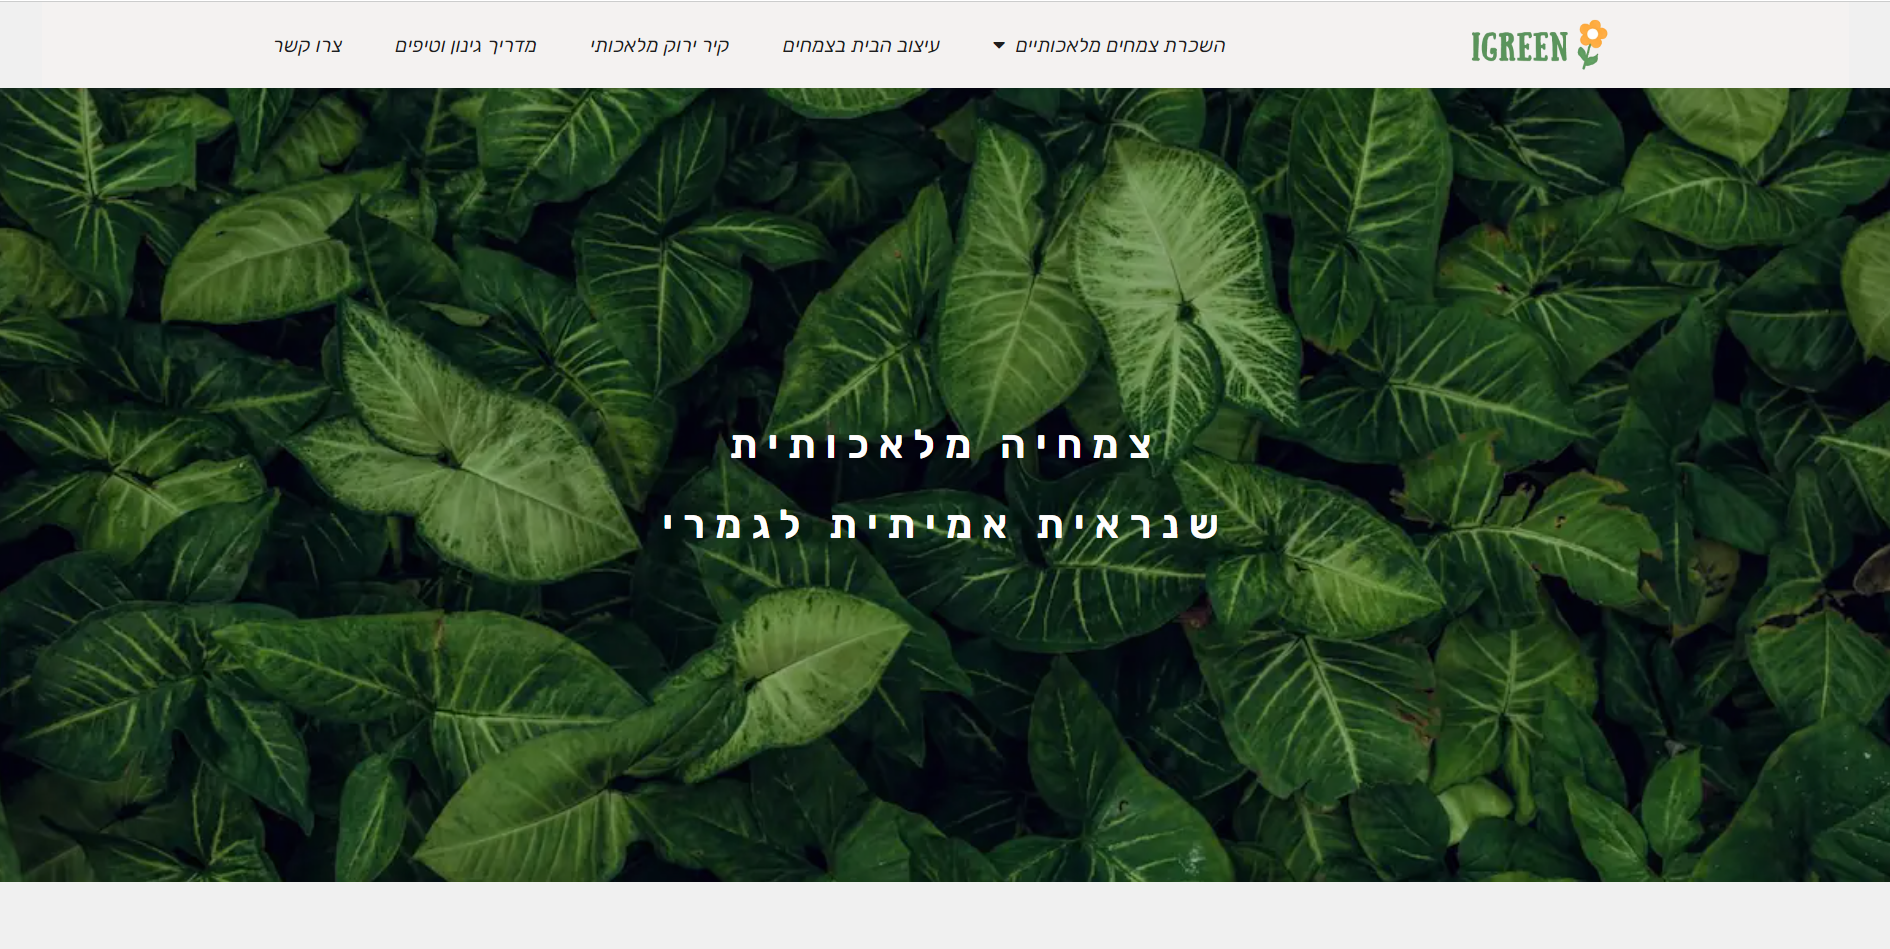 IGREEN
השכרת צמחים מלאכותיים
עיצוב הבית בצמחים
קיר ירוק מלאכותי
מדריך גינון וטיפים
צרו קשר
צמחיה מלאכותית
שנראית אמיתית לגמרי